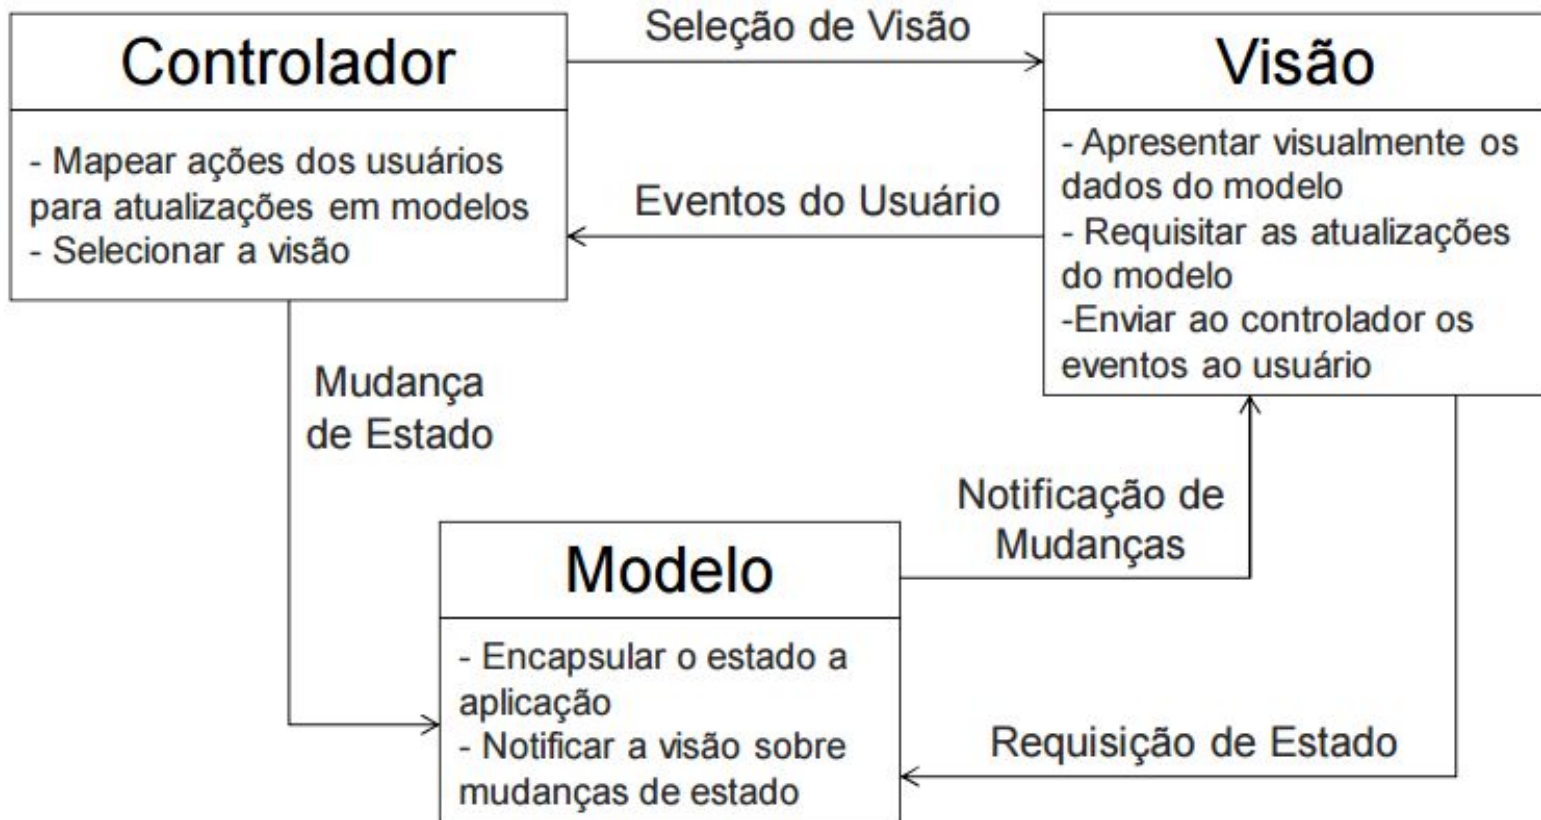 Controlador
- Mapear ações dos usuários
para atualizações em modelos
- Selecionar a visão
Seleção de Visão
Eventos do Usuário
Visão
- Apresentar visualmente os
dados do modelo
- Requisitar as atualizações
do modelo
-Enviar ao controlador os
eventos ao usuário
Mudança
de Estado
Notificação de
Mudanças
Modelo
- Encapsular o estado a
aplicação
- Notificar a visão sobre
mudanças de estado
Requisição de Estado